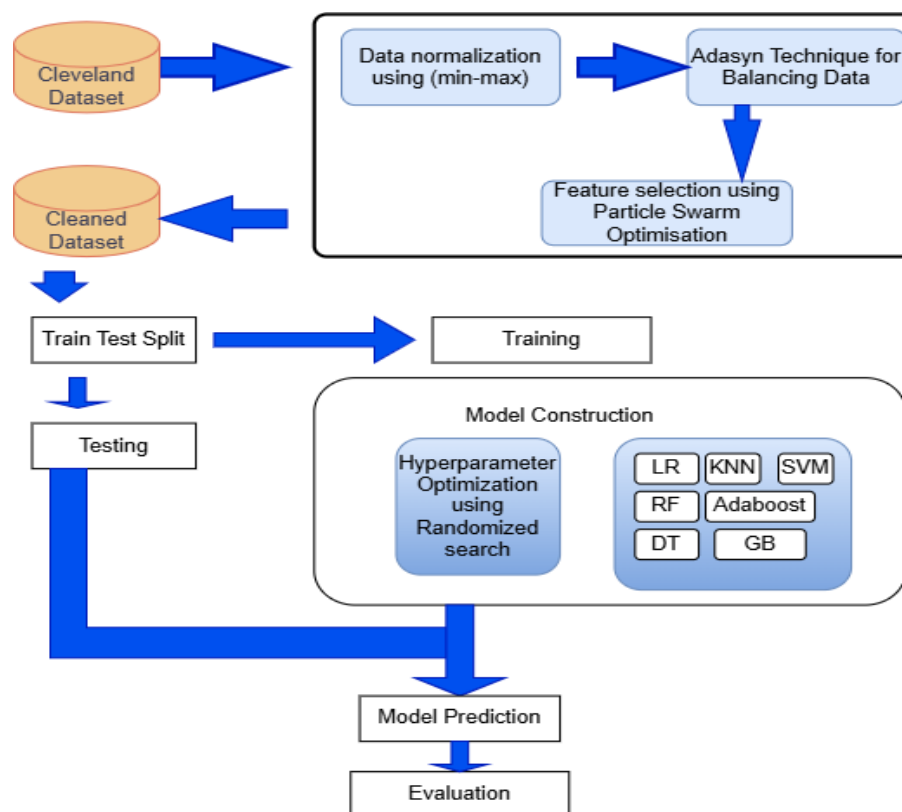 Cleveland
Dataset
Data normalization
using (min-max)
Adasyn Technique for
Balancing Data
Feature selection using
Particle Swarm
Optimisation
Cleaned
Dataset
Train Test Split
Training
Testing
Model Construction
Hyperparameter
Optimization
using
Randomized
search
LR
KNN
SVM
RF
Adaboost
DT
GB
Model Prediction
Evaluation